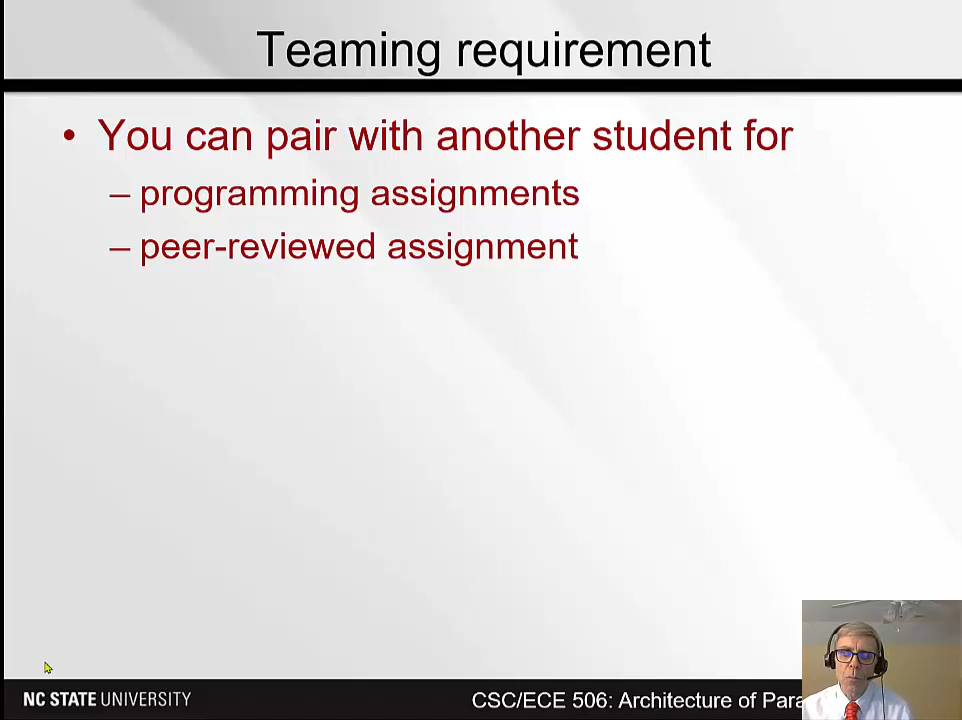 Teaming requirement
• You can pair with another student for
– programming assignments
– peer-reviewed assignment
NC STATE UNIVERSITY
CSC/ECE 506: Architecture of Para